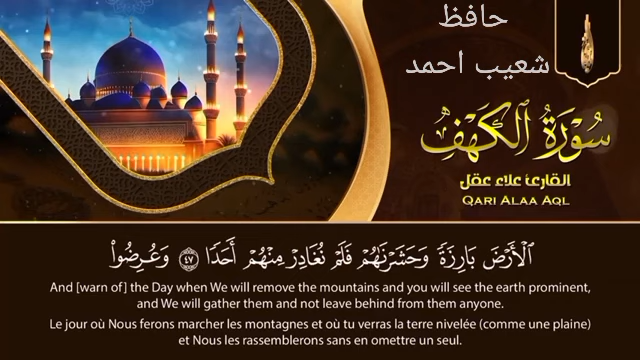 حافظ
شعیب احمد
سُورَةُ الكَهْفِ
القارئ علاء عقل
QARI ALAA AQL
ٱلْأَرْضَ بَارِزَةً وَحَشَرْنَٰهُمْ فَلَمْ نُغَادِرْ مِنْهُمْ أَحَدًا ٤٧ وَعُرِضُوا۟
And [warn of] the Day when We will remove the mountains and you will see the earth prominent,
and We will gather them and not leave behind from them anyone.
Le jour où Nous ferons marcher les montagnes et où tu verras la terre nivelée (comme une plaine)
et Nous les rassemblerons sans en omettre un seul.